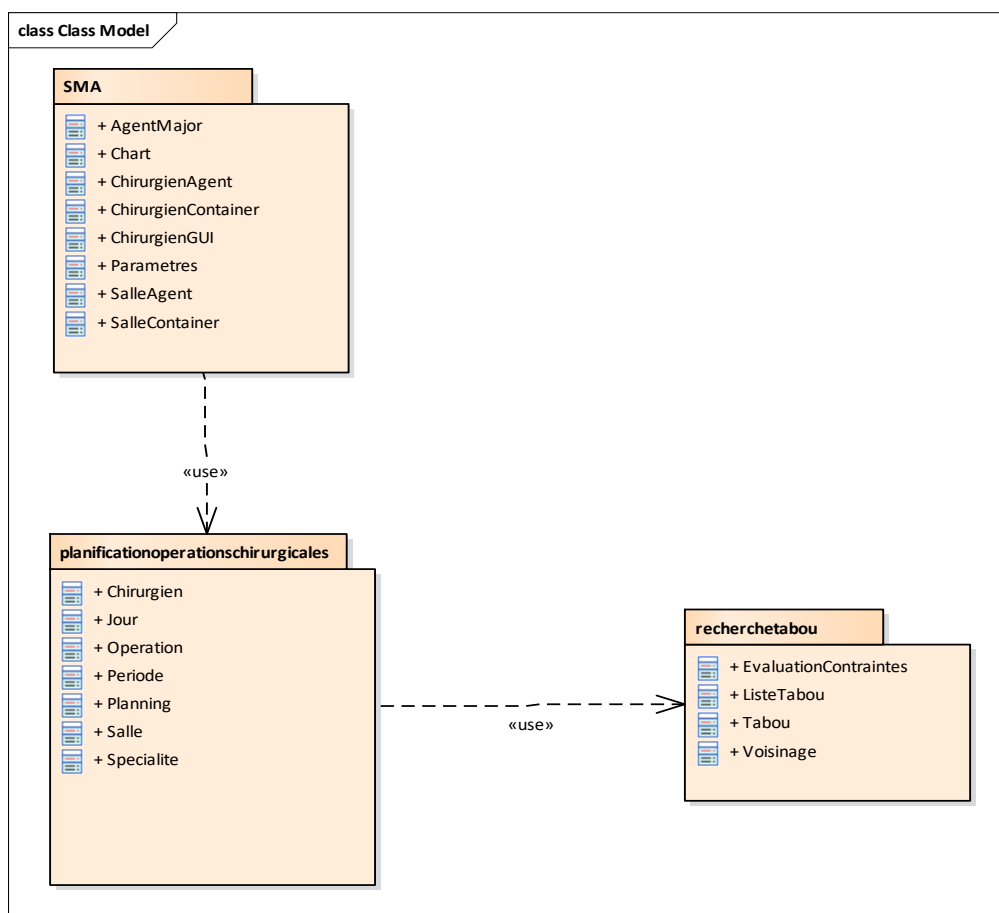 class Class Model
SMA
+ AgentMajor
+ Chart
+ ChirurgienAgent
+ ChirurgienContainer
+ ChirurgienGUI
+ Parametres
+ SalleAgent
+ SalleContainer
«use»
planificationoperationschirurgicales
+ Chirurgien
+ Jour
+ Operation
+ Periode
+ Planning
+ Salle
+ Specialite
«use»
recherchetabou
+ EvaluationContraintes
+ ListeTabou
+ Tabou
+ Voisinage